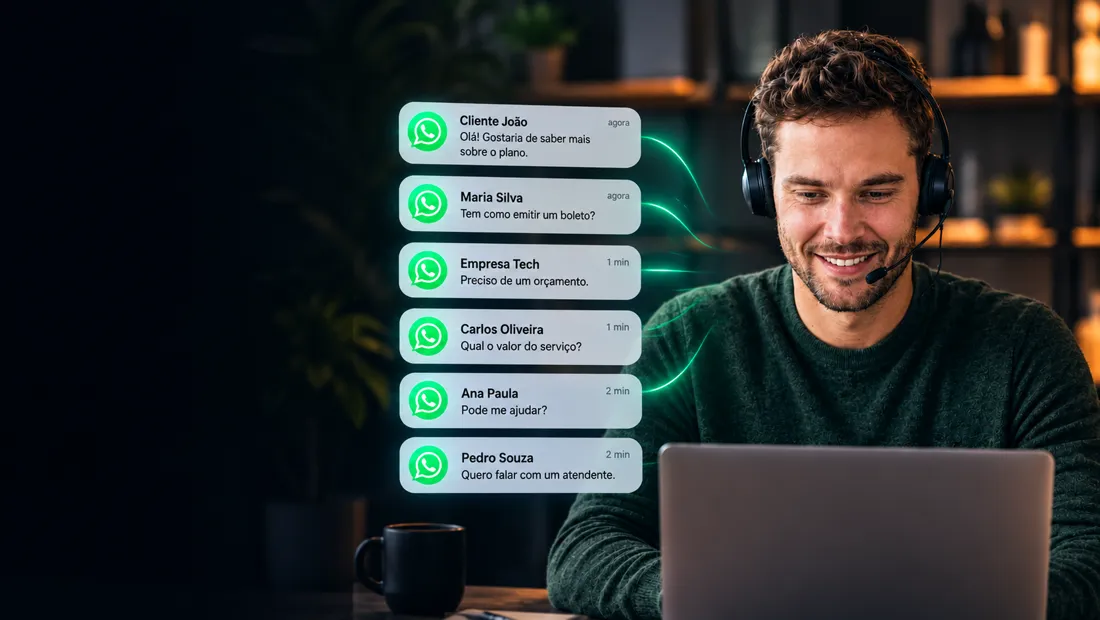 Cliente João
agora
Olá! Gostaria de saber mais
sobre o plano.
Maria Silva
agora
Tem como emitir um boleto?
Empresa Tech
1 min
Preciso de um orçamento.
Carlos Oliveira
1 min
Qual o valor do serviço?
Ana Paula
2 min
Pode me ajudar?
Pedro Souza
2 min
Quero falar com um atendente.